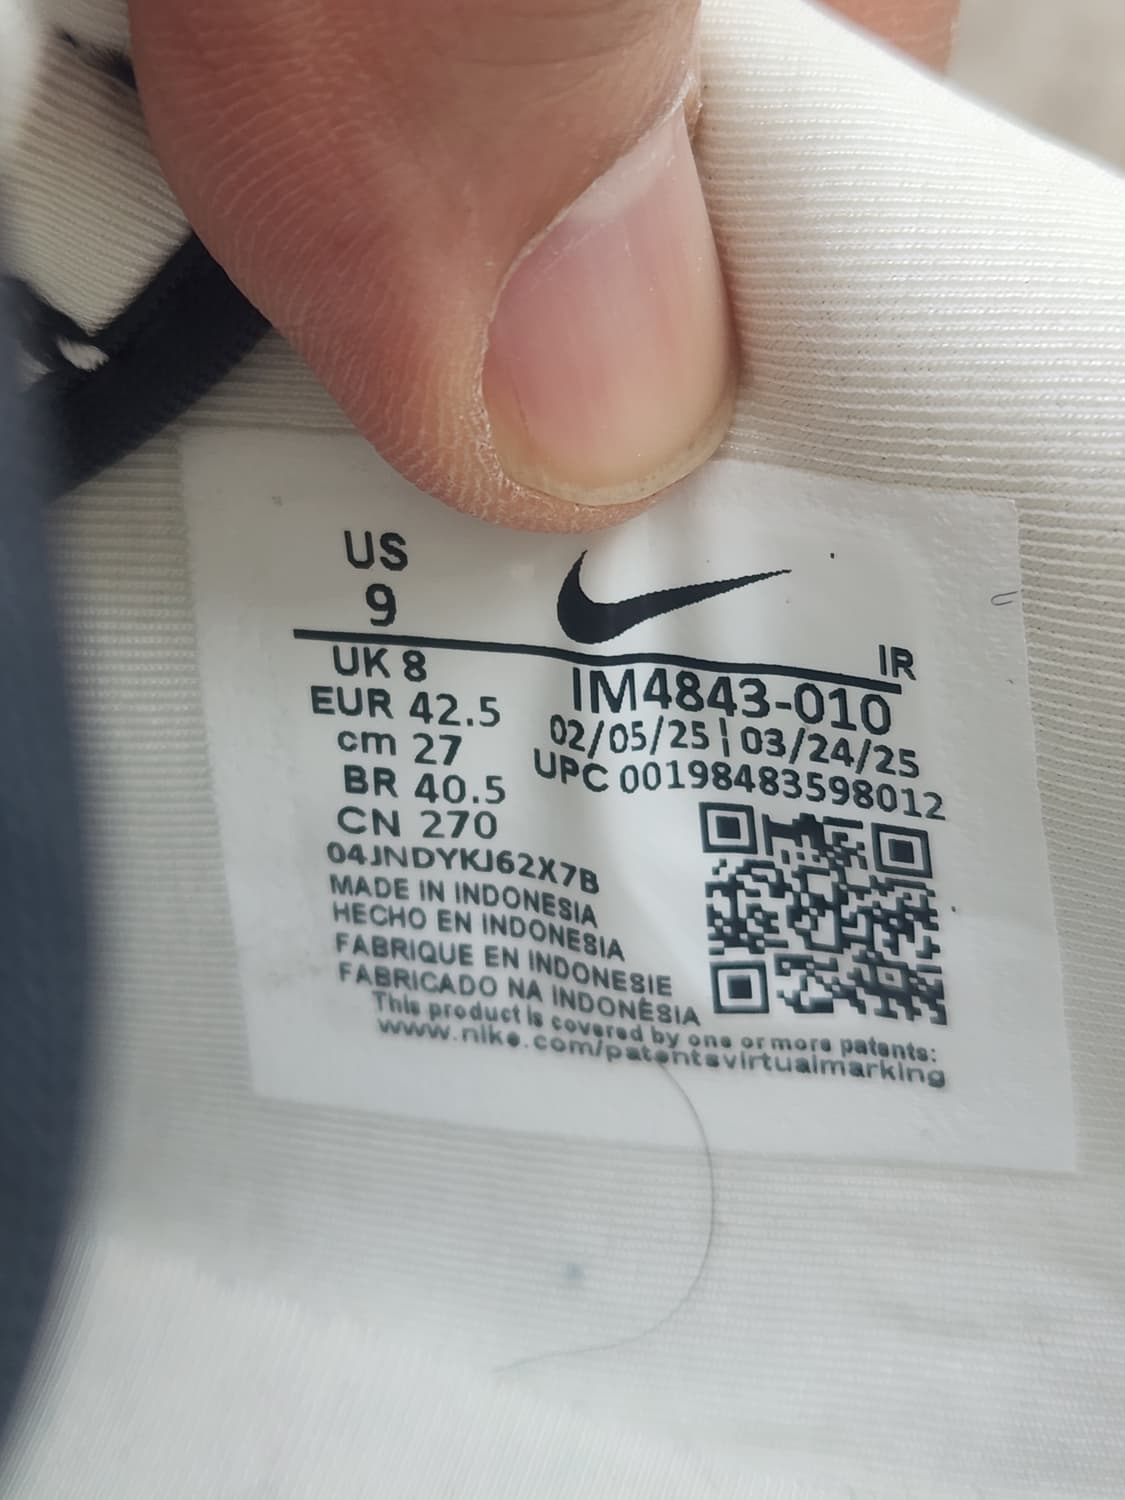 US
9
IR
UK 8
EUR 42.5
cm 27
BR 40.5
CN 270
IM4843-010
02/05/25 | 03/24/25
UPC 00198483598012
04JNDYKJ62X7B
MADE IN INDONESIA
HECHO EN INDONESIA
FABRIQUE EN INDONESIE
FABRICADO NA INDONÉSIA
This product is covered by one or more patents:
www.nike.com/patentsvirtualmarking